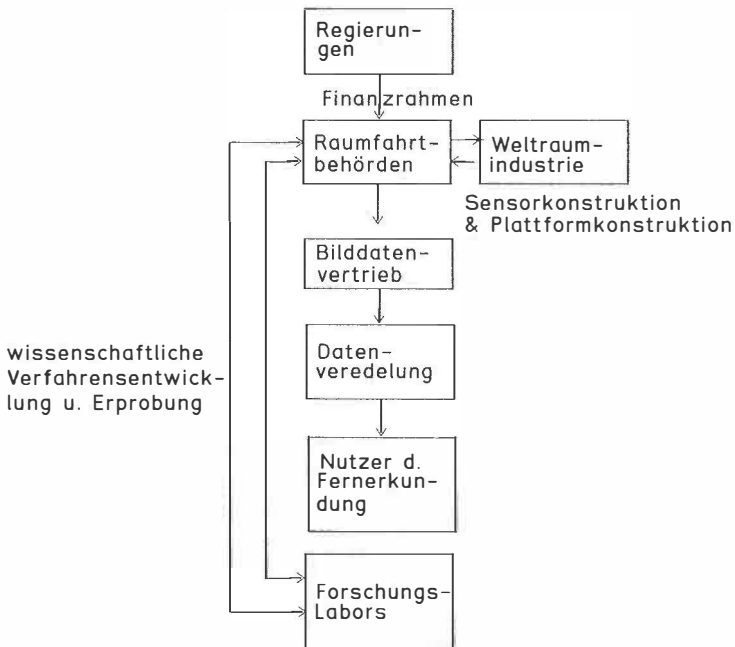 Regierun-
gen
Finanzrahmen
Raumfahrt-
behörden
Weltraum-
industrie
Sensorkonstruktion
& Plattformkonstruktion
Bilddaten-
vertrieb
wissenschaftliche
Verfahrensentwick-
lung u. Erprobung
Daten-
veredelung
Nutzer d.
Fernerkun-
dung
Forschungs-
Labors